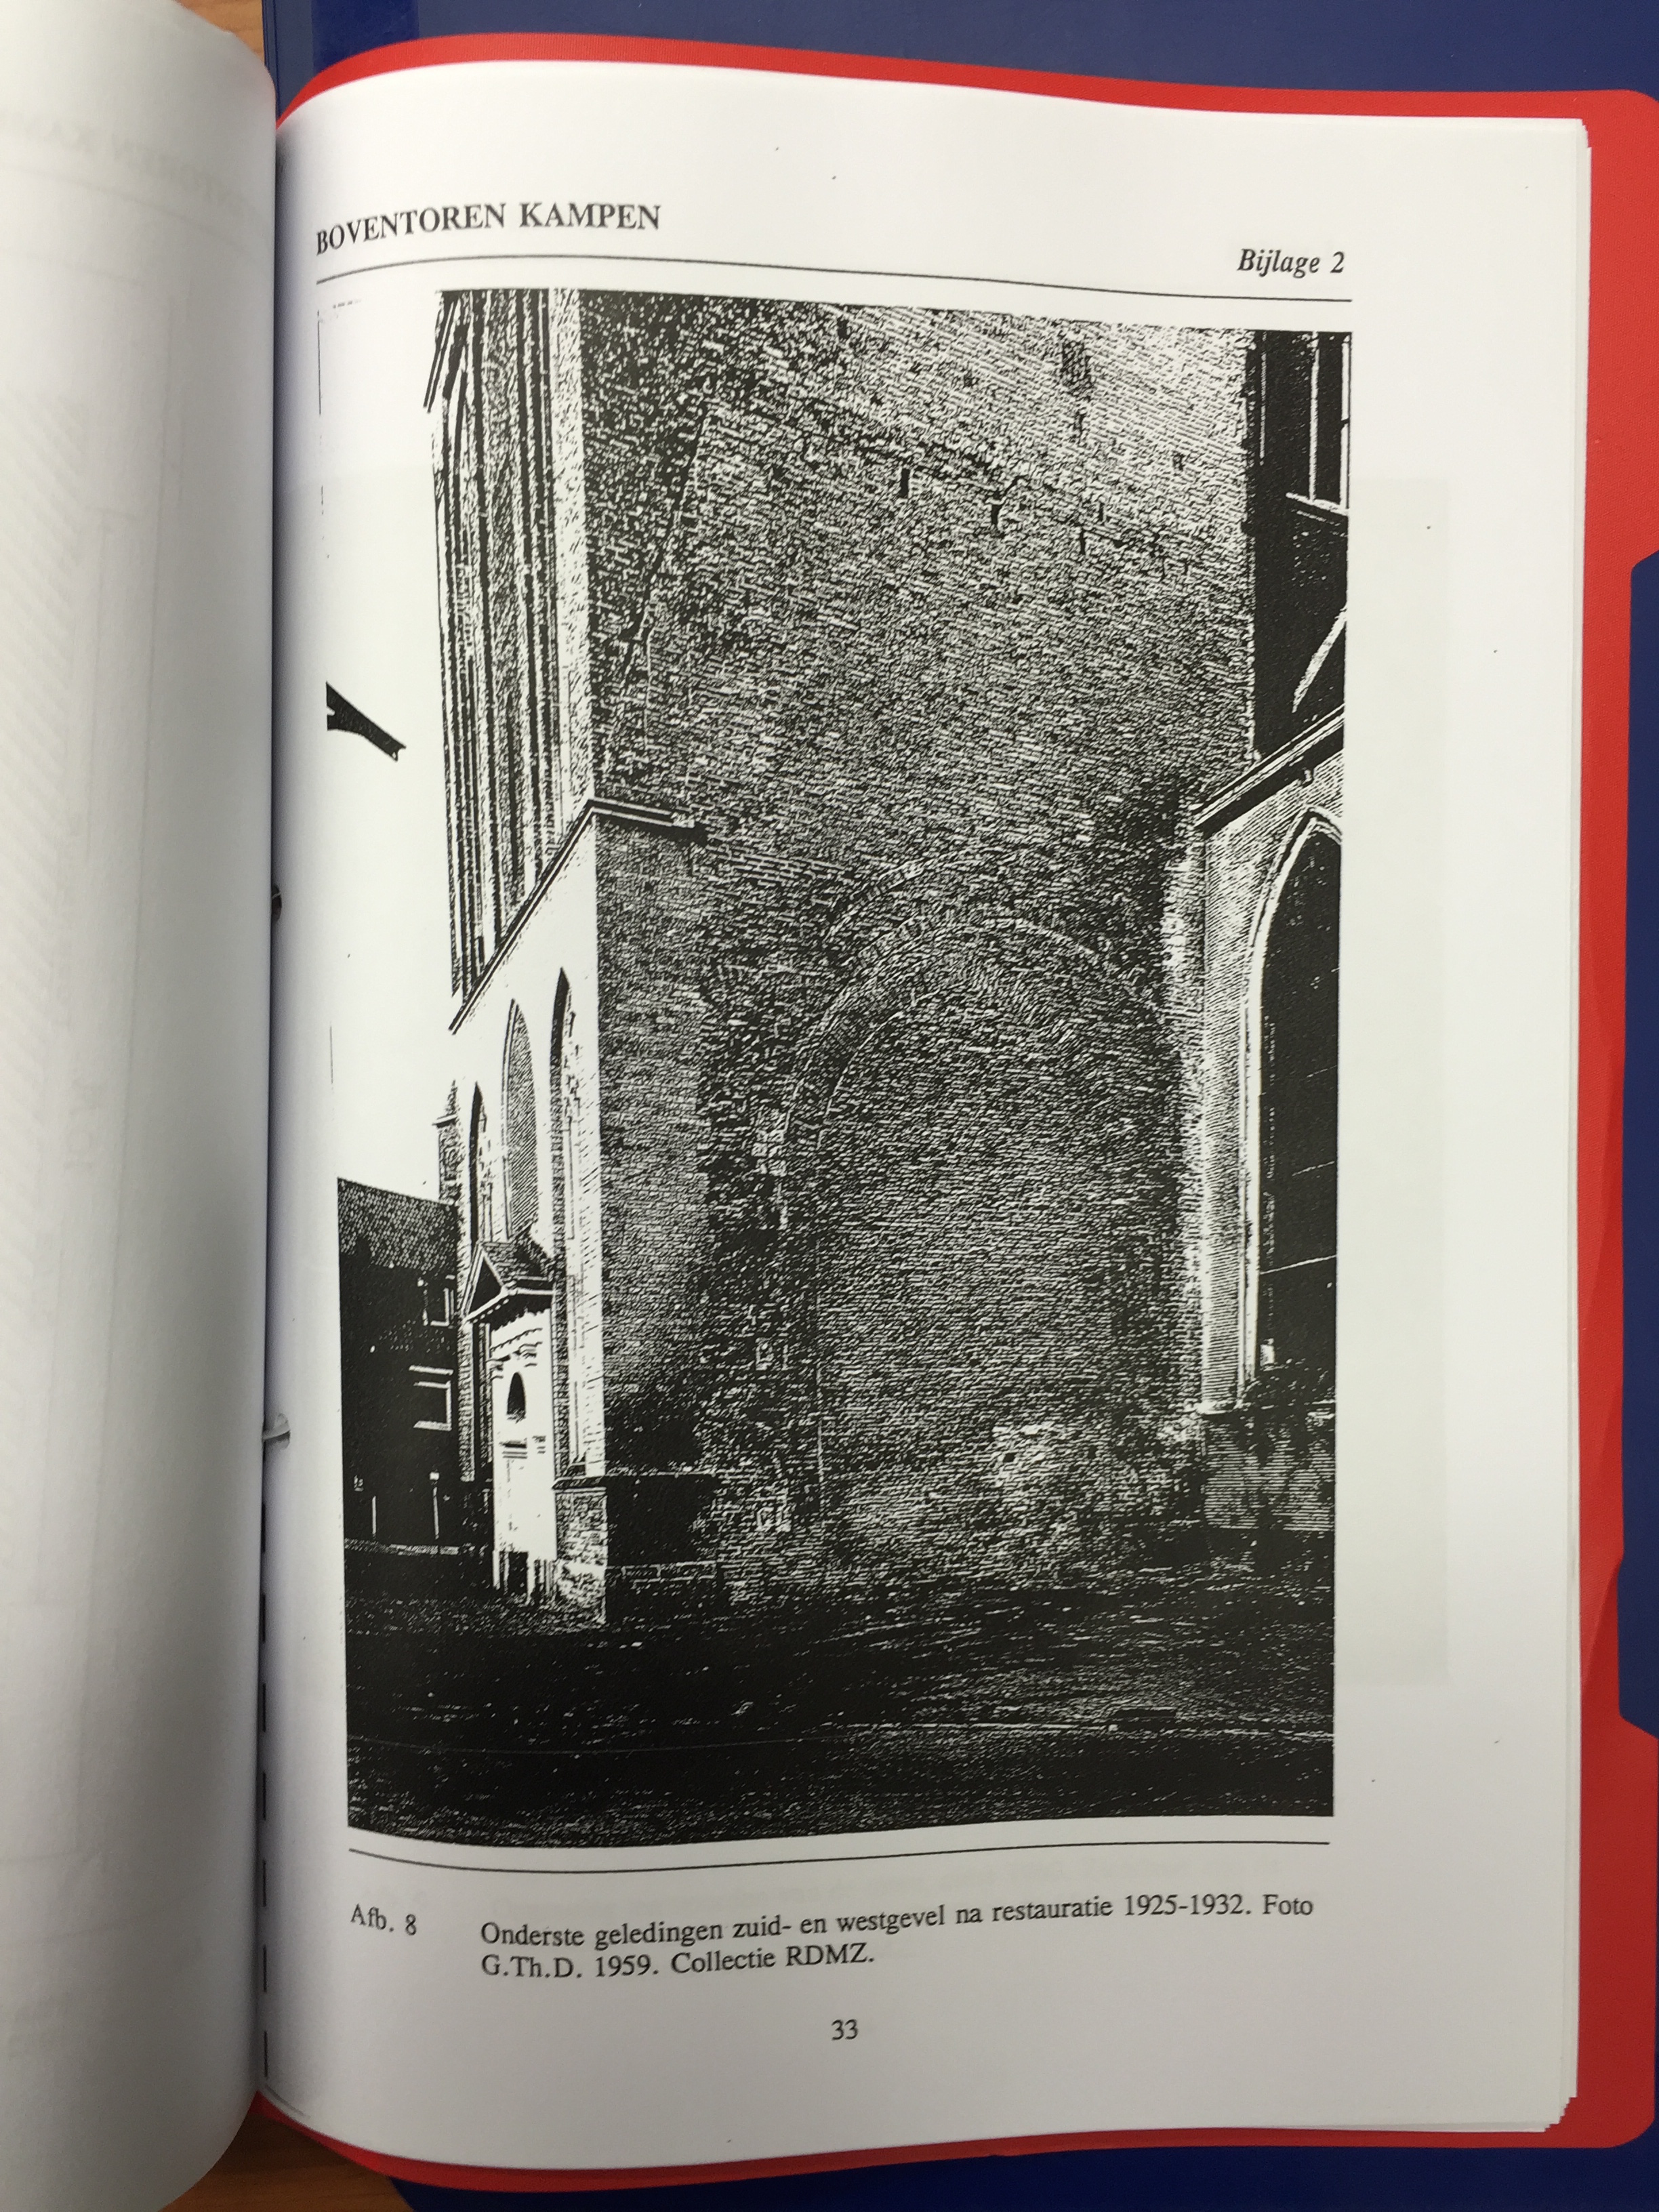 BOVENTOREN KAMPEN
Bijlage 2
Afb. 8 Onderste geledingen zuid- en westgevel na restauratie 1925-1932. Foto
G.Th.D. 1959. Collectie RDMZ.
33